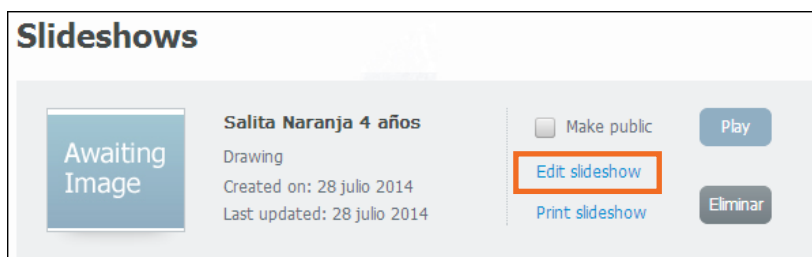 Slideshows
Awaiting
Image
Salita Naranja 4 años
Drawing
Created on: 28 julio 2014
Last updated: 28 julio 2014
Make public
Edit slideshow
Print slideshow
Play
Eliminar